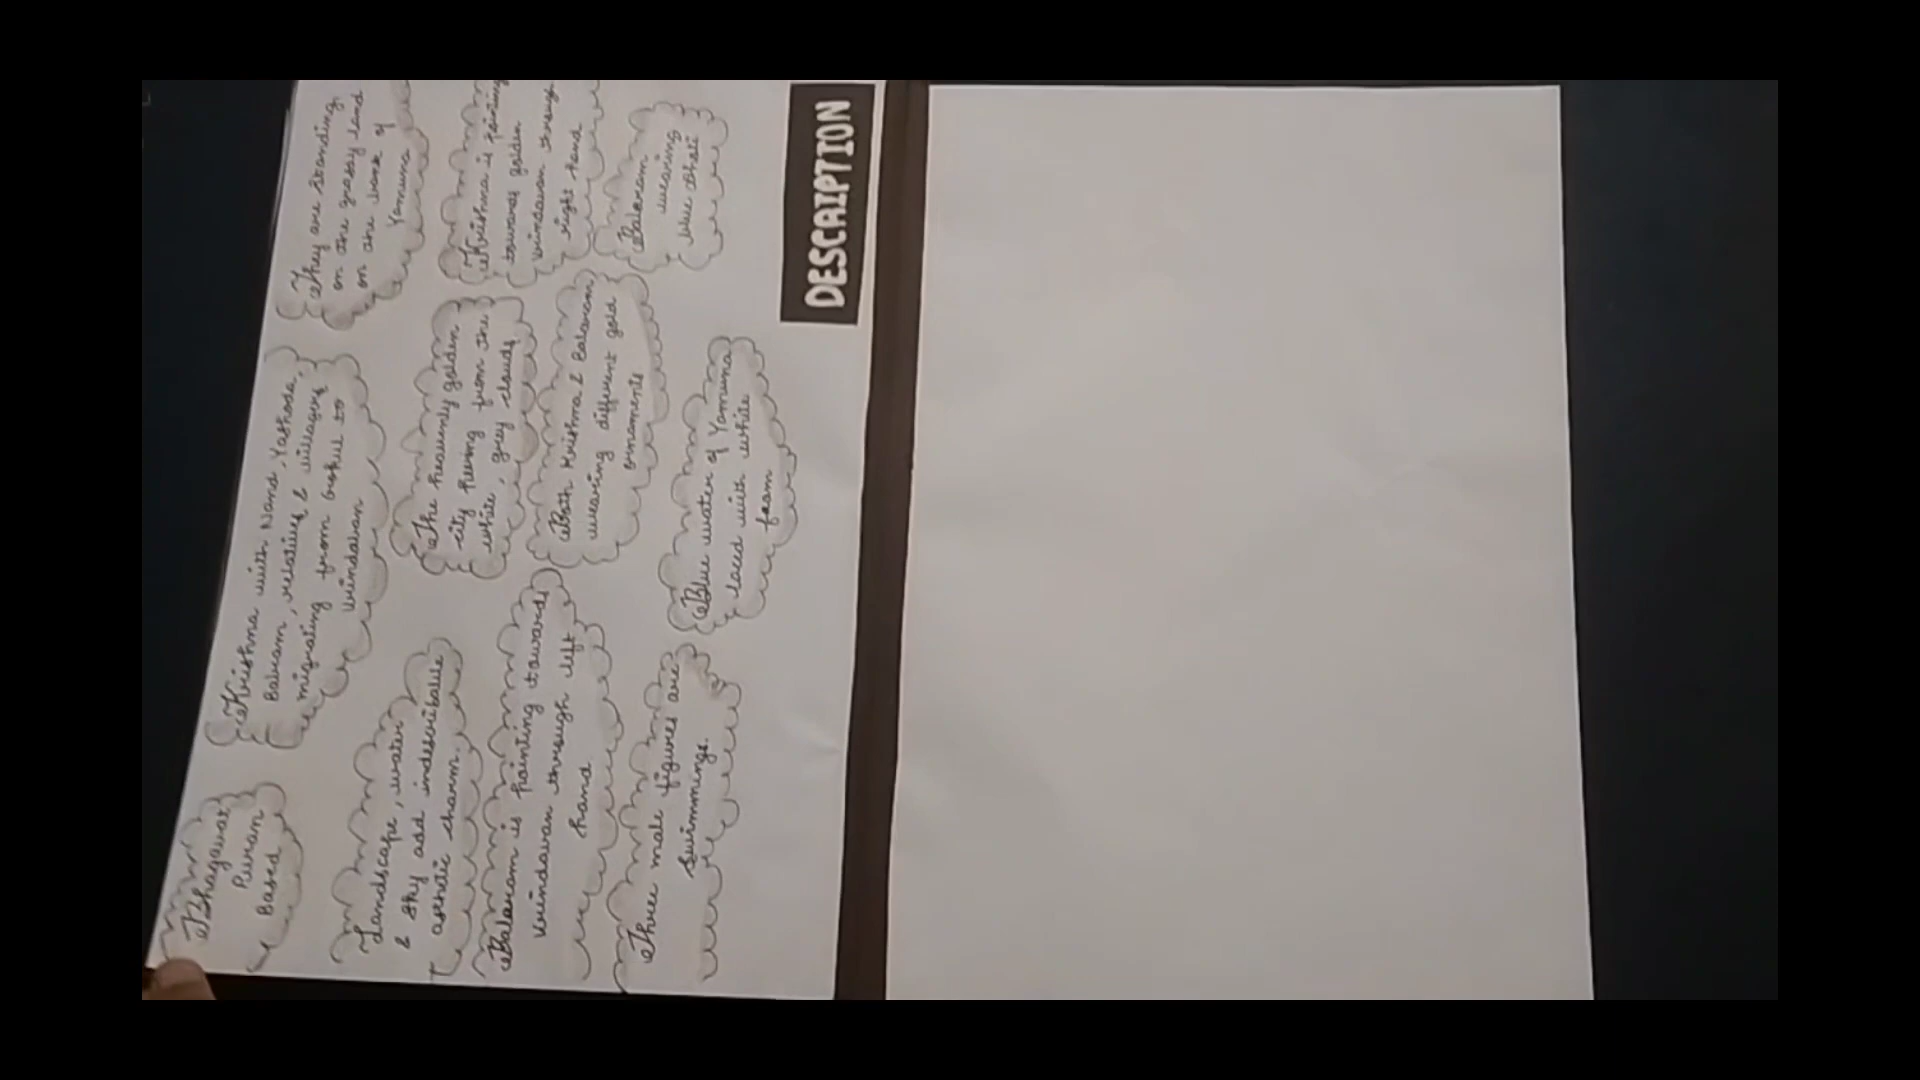 Bhagawat
Puran
Based
Krishna with Nand, Yashoda,
Balram, relatives & villagers
migrating from Gokul to
Vrindavan
They are standing
on the grassy land
on the bank of
Yamuna
Landscape, water
& sky add indescribable
asthetic charm.
The heavenly golden
city from the
white, grey clouds
Krishna is pointing
towards golden
vrindavan through
right hand
Balaram is pointing towards
Vrindavan through left
hand
Both Krishna & Balaram
wearing different gold
ornaments
Balaram
wearing
blue dhoti
Three male figures are
swimming.
Blue water of Yamuna
laced with white
foam
DESCRIPTION